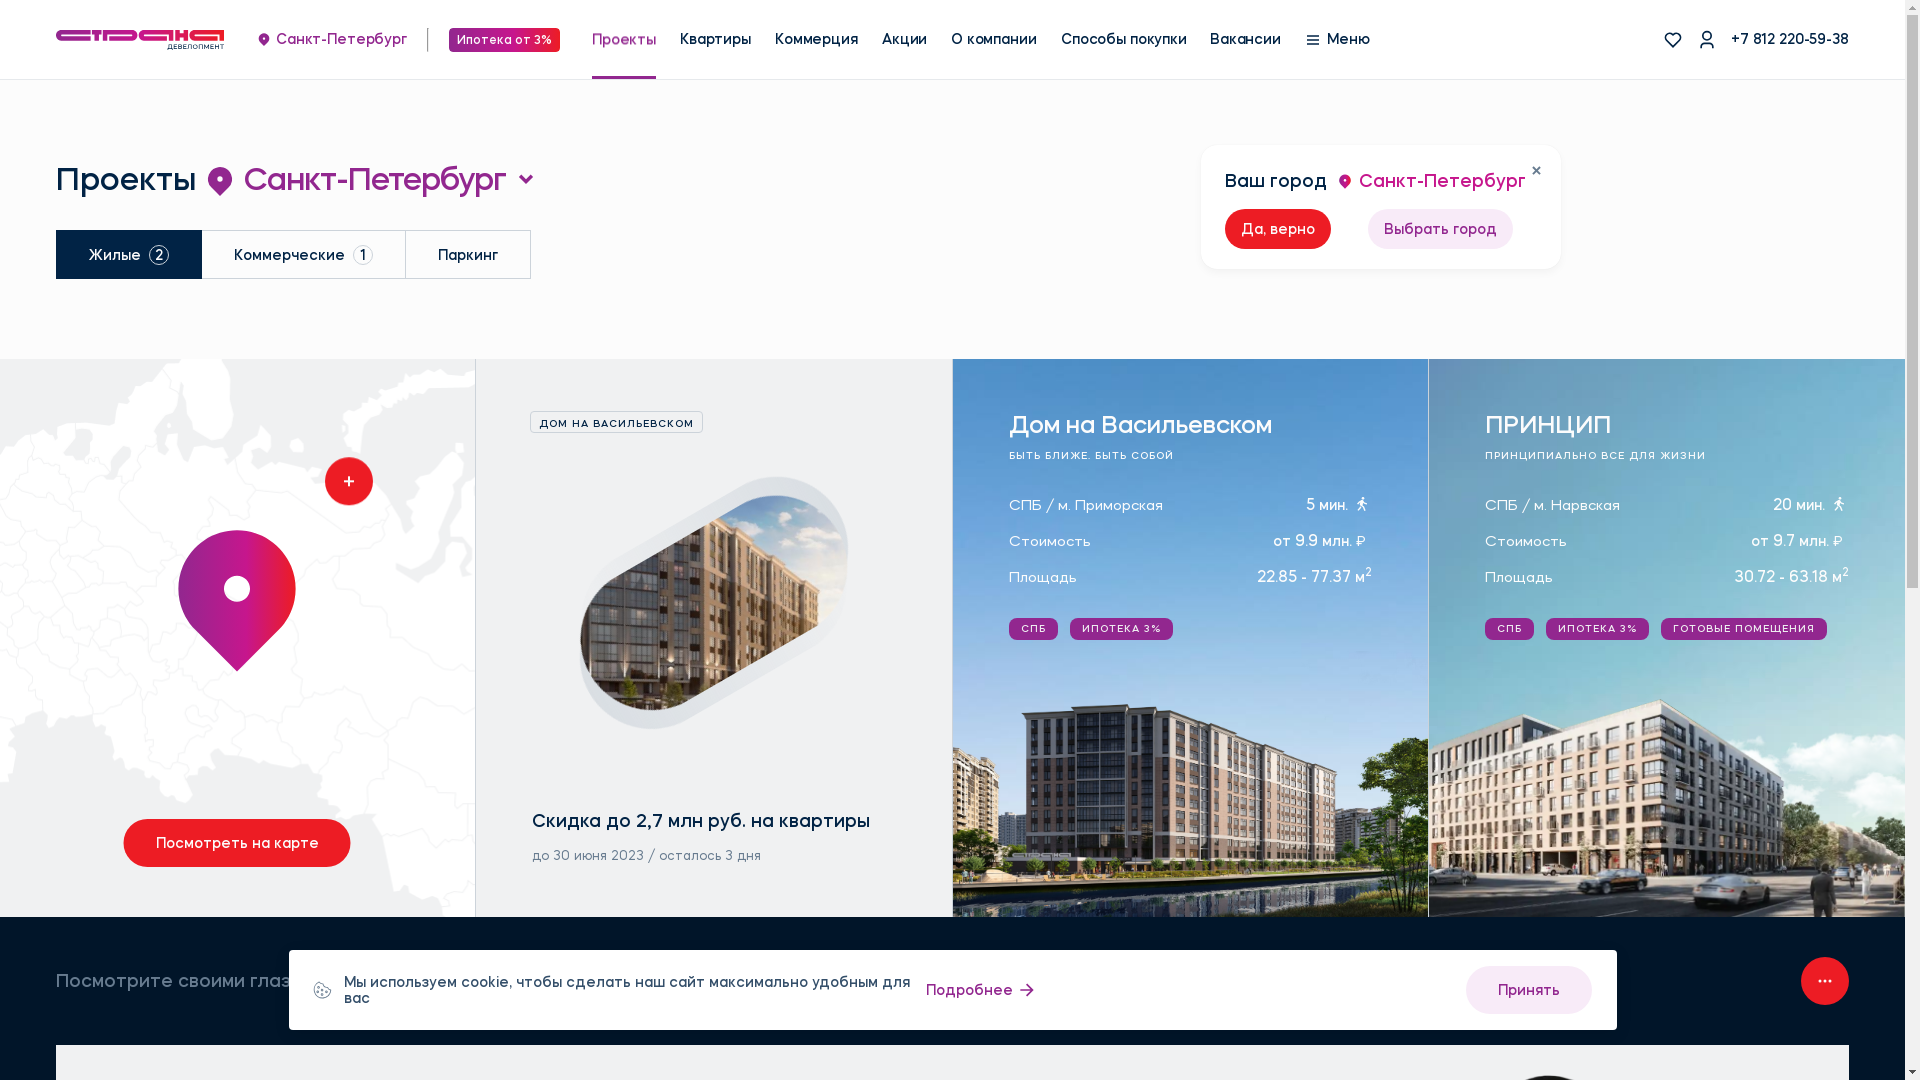 страна
ДЕВЕЛОПМЕНТ
Санкт-Петербург
Ипотека от 3%
Проекты
Квартиры
Коммерция
Акции
О компании
Способы покупки
Вакансии
Меню
+7 812 220-59-38
Проекты Санкт-Петербург
Жилые 2
Коммерческие 1
Паркинг
Ваш город Санкт-Петербург
Да, верно
Выбрать город
Посмотреть на карте
ДОМ НА ВАСИЛЬЕВСКОМ
Скидка до 2,7 млн руб. на квартиры
до 30 июня 2023 / осталось 3 дня
Дом на Васильевском
БЫТЬ БЛИЖЕ. БЫТЬ СОБОЙ
СПБ / м. Приморская 5 мин.
Стоимость от 9.9 млн. ₽
Площадь 22.85 - 77.37 м2
СПБ
ИПОТЕКА 3%
ПРИНЦИП
ПРИНЦИПИАЛЬНО ВСЕ ДЛЯ ЖИЗНИ
СПБ / м. Нарвская 20 мин.
Стоимость от 9.7 млн. ₽
Площадь 30.72 - 63.18 м2
СПБ
ИПОТЕКА 3%
ГОТОВЫЕ ПОМЕЩЕНИЯ
Посмотрите своими глаз
Мы используем cookie, чтобы сделать наш сайт максимально удобным для
вас
Подробнее
Принять